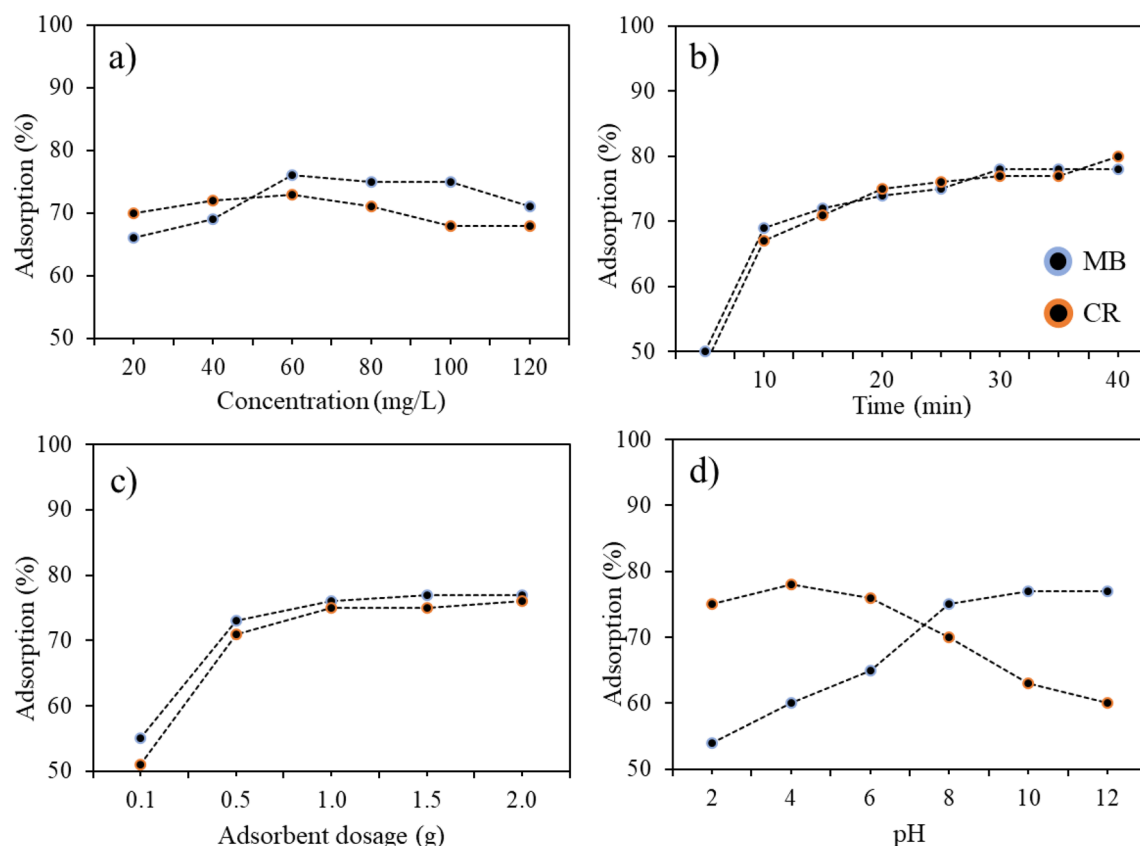 a)
100
90
80
70
60
50
Adsorption (%)
20 40 60 80 100 120
Concentration (mg/L)
b)
100
90
80
70
60
50
Adsorption (%)
10 20 30 40
Time (min)
MB
CR
c)
100
90
80
70
60
50
Adsorption (%)
0.1 0.5 1.0 1.5 2.0
Adsorbent dosage (g)
d)
100
90
80
70
60
50
Adsorption (%)
2 4 6 8 10 12
pH